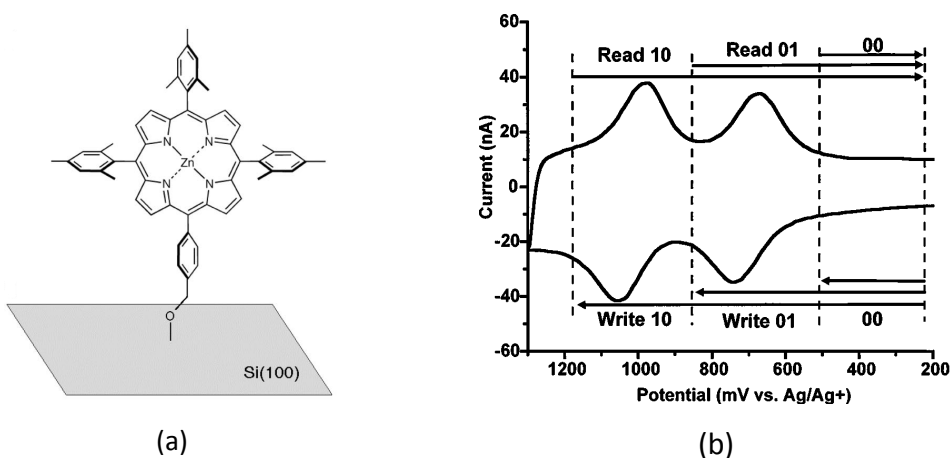 Zn
N
N
N
N
O
Si(100)
(a)
60
40
20
0
-20
-40
-60
Current (nA)
Read 10
Read 01
00
Write 10
Write 01
00
1200
1000
800
600
400
200
Potential (mV vs. Ag/Ag+)
(b)